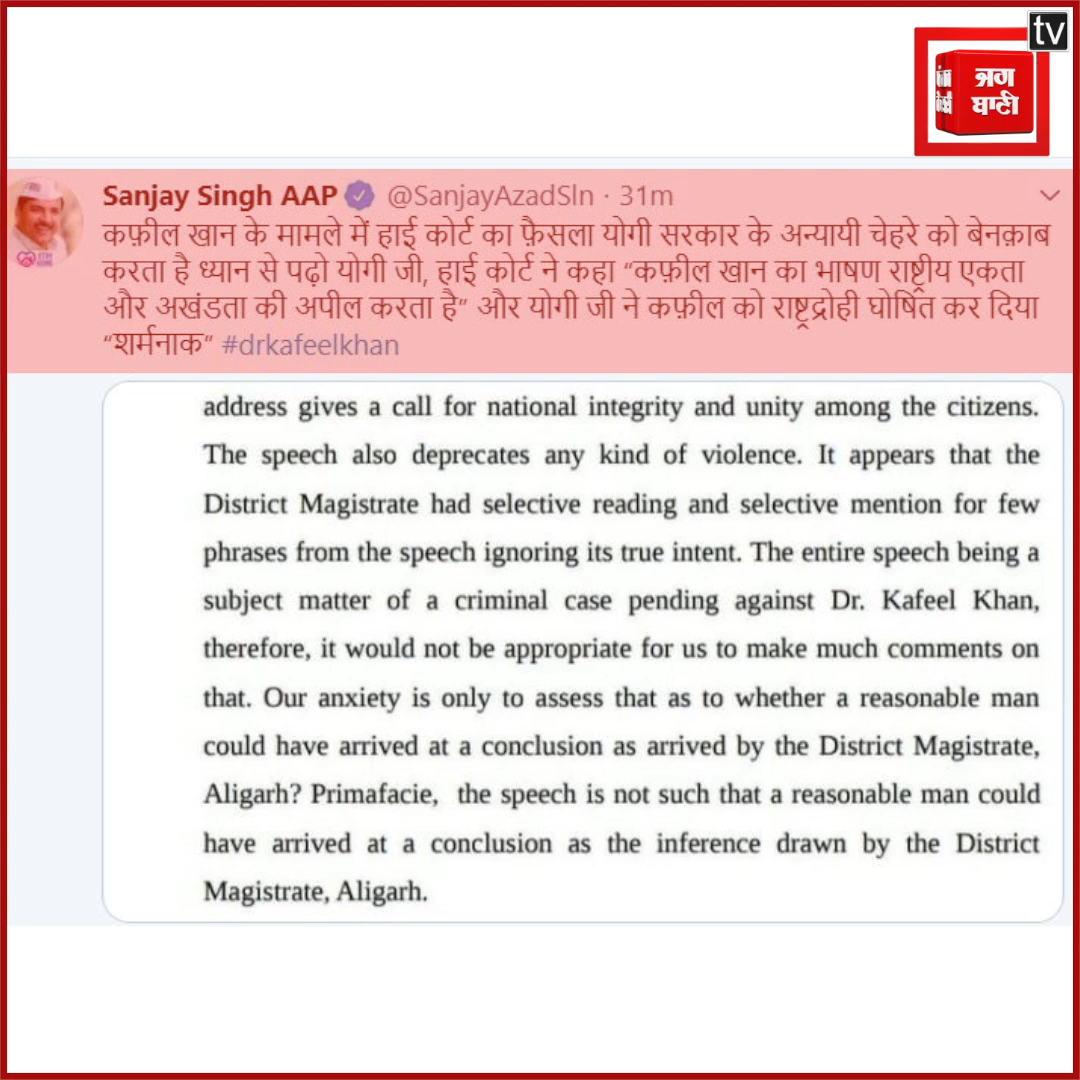 tv
ਜਗ
ਬਾਣੀ
Sanjay Singh AAP @SanjayAzadSln · 31m
कफ़ील खान के मामले में हाई कोर्ट का फ़ैसला योगी सरकार के अन्यायी चेहरे को बेनक़ाब
करता है ध्यान से पढ़ो योगी जी, हाई कोर्ट ने कहा “कफ़ील खान का भाषण राष्ट्रीय एकता
और अखंडता की अपील करता है” और योगी जी ने कफ़ील को राष्ट्रद्रोही घोषित कर दिया
“शर्मनाक” #drkafeelkhan
address gives a call for national integrity and unity among the citizens.
The speech also deprecates any kind of violence. It appears that the
District Magistrate had selective reading and selective mention for few
phrases from the speech ignoring its true intent. The entire speech being a
subject matter of a criminal case pending against Dr. Kafeel Khan,
therefore, it would not be appropriate for us to make much comments on
that. Our anxiety is only to assess that as to whether a reasonable man
could have arrived at a conclusion as arrived by the District Magistrate,
Aligarh? Primafacie, the speech is not such that a reasonable man could
have arrived at a conclusion as the inference drawn by the District
Magistrate, Aligarh.